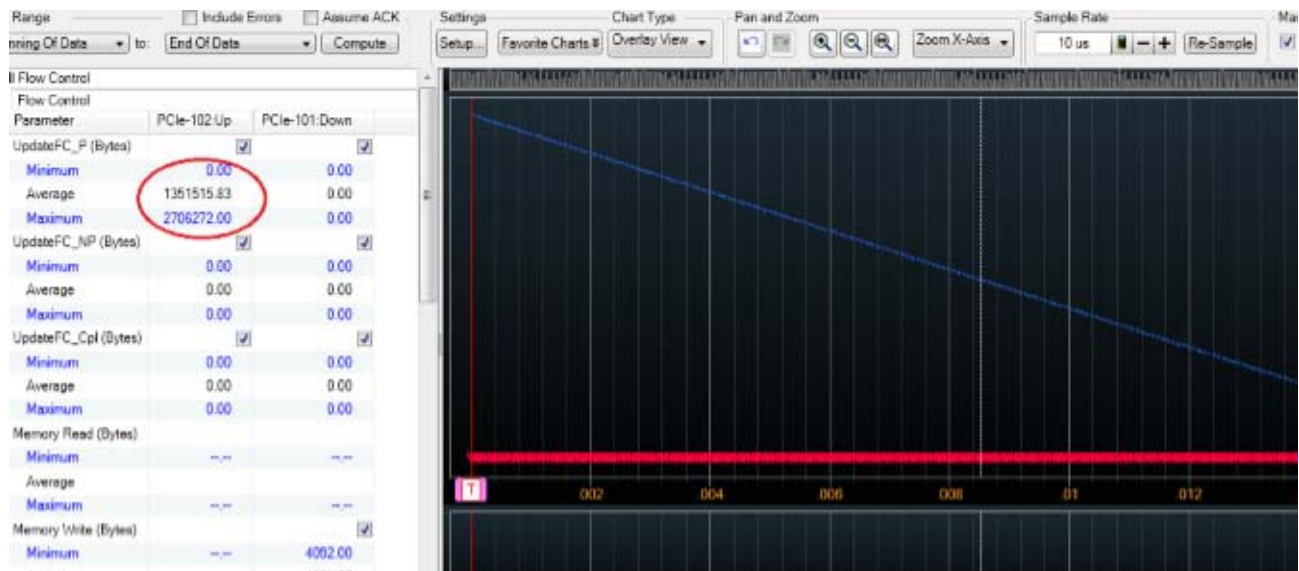 Range Include Errors Assume ACK Settings Chart Type Pan and Zoom Sample Rate
nning Of Data to: End Of Data Compute Setup... Favorite Charts Overlay View Zoom X-Axis 10 us Re-Sample
ll Flow Control
Flow Control
Parameter PCIe-102:Up PCIe-101:Down
UpdateFC_P (Bytes)
Minimum 0.00 0.00
Average 1351515.83 0.00
Maximum 2706272.00 0.00
UpdateFC_NP (Bytes)
Minimum 0.00 0.00
Average 0.00 0.00
Maximum 0.00 0.00
UpdateFC_Cpl (Bytes)
Minimum 0.00 0.00
Average 0.00 0.00
Maximum 0.00 0.00
Memory Read (Bytes)
Minimum --.-- --.--
Average
Maximum --.-- --.--
T .002 .004 .006 .008 .01 .012
Memory Write (Bytes)
Minimum --.-- 4092.00